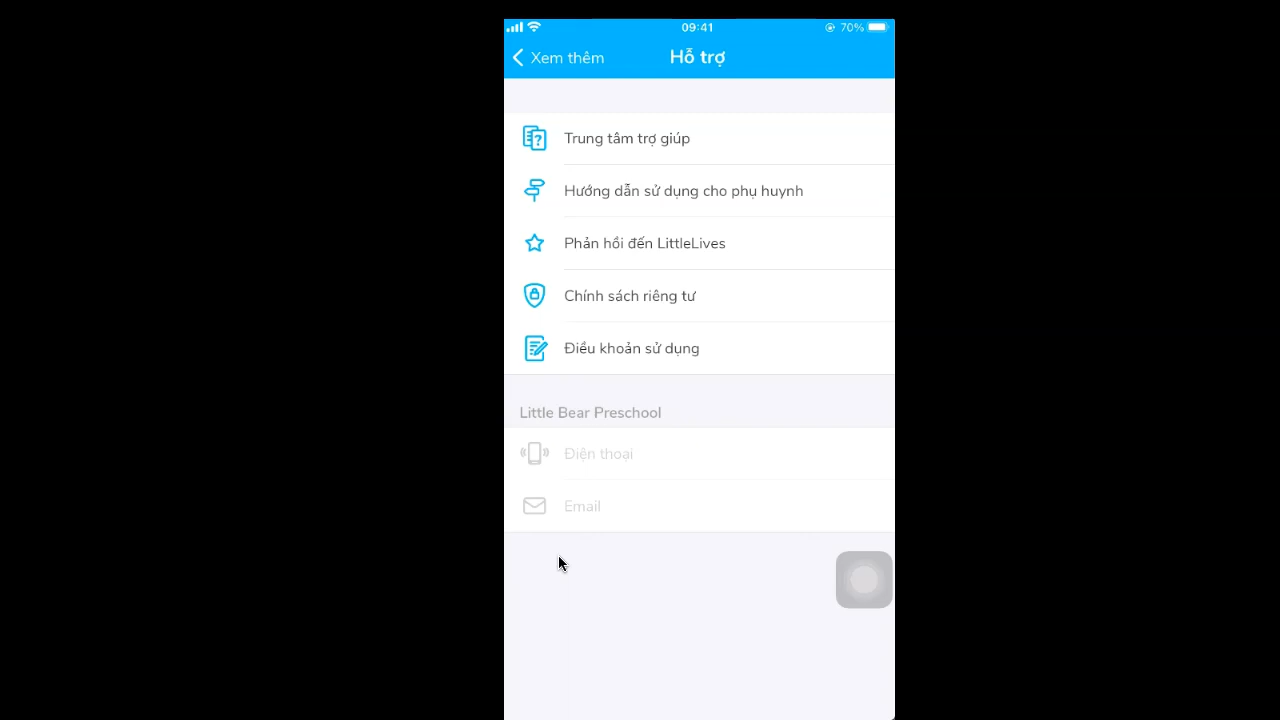 09:41
70%
Xem thêm
Hỗ trợ
Trung tâm trợ giúp
Hướng dẫn sử dụng cho phụ huynh
Phản hồi đến LittleLives
Chính sách riêng tư
Điều khoản sử dụng
Little Bear Preschool
Điện thoại
Email